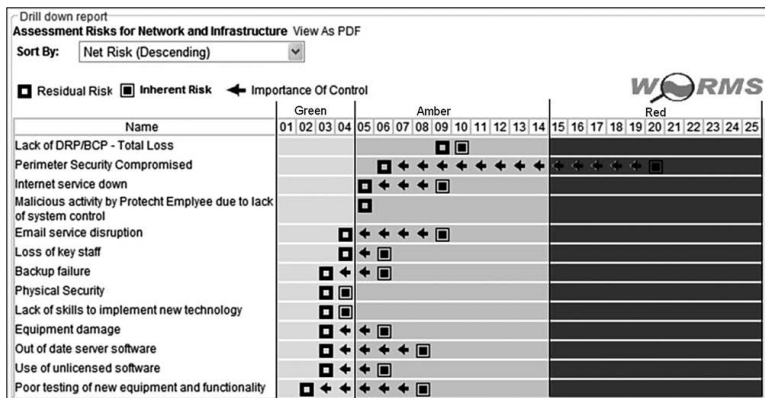 Drill down report
Assessment Risks for Network and Infrastructure View As PDF
Sort By: Net Risk (Descending)
Residual Risk Inherent Risk Importance Of Control
WORMS
Green Amber Red
Name 01 02 03 04 05 06 07 08 09 10 11 12 13 14 15 16 17 18 19 20 21 22 23 24 25
Lack of DRP/BCP - Total Loss
Perimeter Security Compromised
Internet service down
Malicious activity by Protecht Emplyee due to lack
of system control
Email service disruption
Loss of key staff
Backup failure
Physical Security
Lack of skills to implement new technology
Equipment damage
Out of date server software
Use of unlicensed software
Poor testing of new equipment and functionality